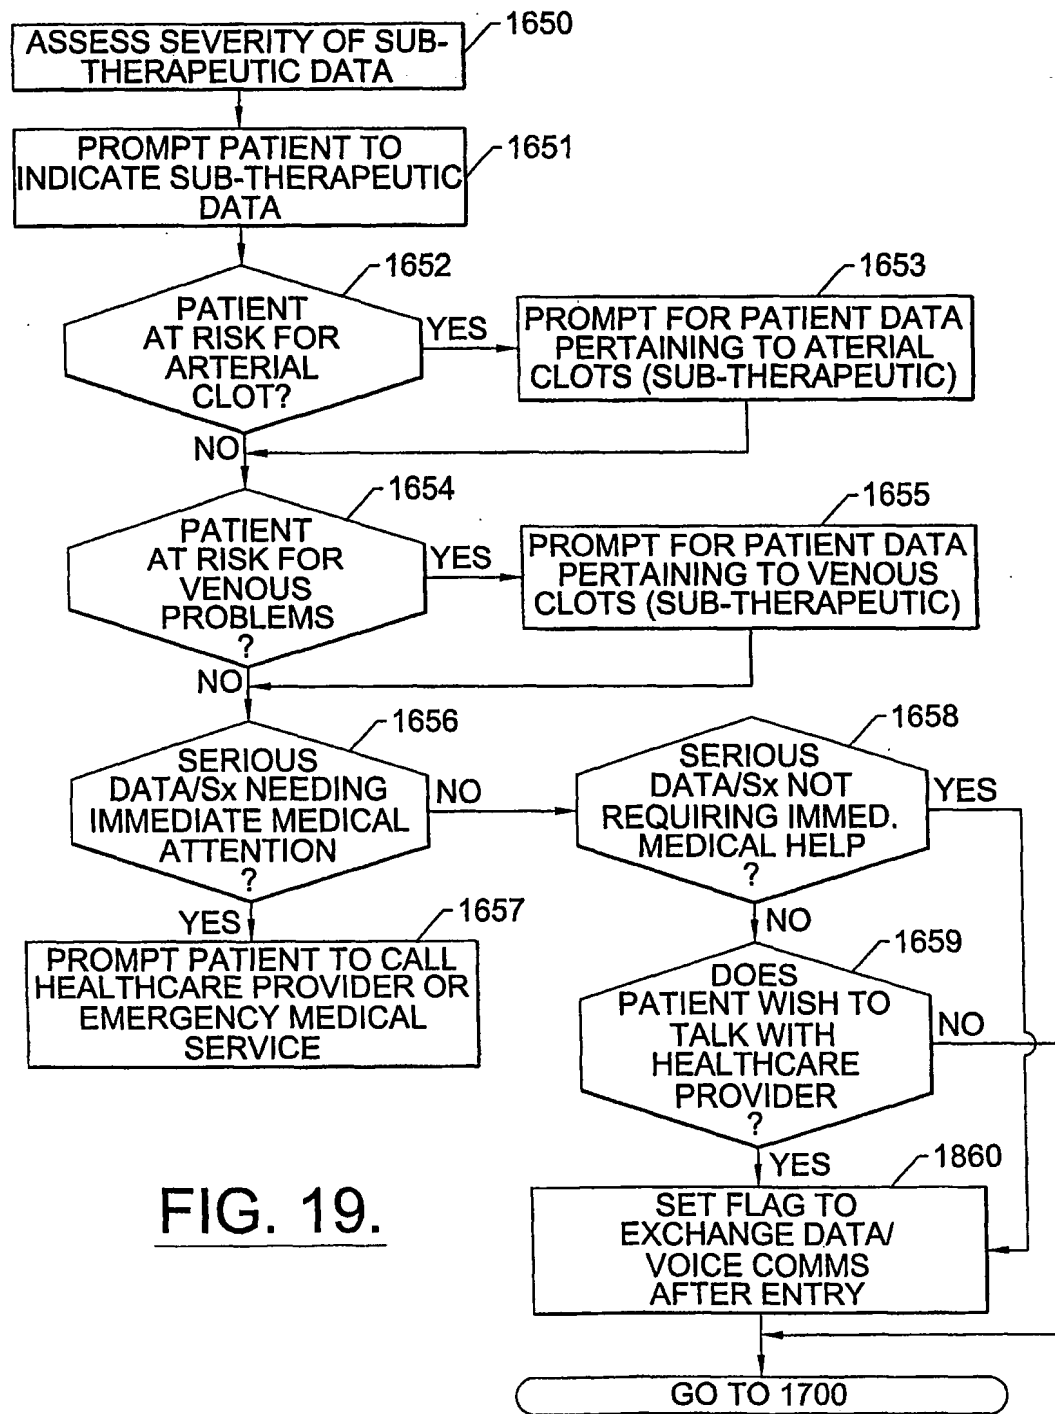 1650
ASSESS SEVERITY OF SUB-
THERAPEUTIC DATA
1651
PROMPT PATIENT TO
INDICATE SUB-THERAPEUTIC
DATA
1652
PATIENT
AT RISK FOR
ARTERIAL
CLOT?
YES
1653
PROMPT FOR PATIENT DATA
PERTAINING TO ATERIAL
CLOTS (SUB-THERAPEUTIC)
NO
1654
PATIENT
AT RISK FOR
VENOUS
PROBLEMS
?
YES
1655
PROMPT FOR PATIENT DATA
PERTAINING TO VENOUS
CLOTS (SUB-THERAPEUTIC)
NO
1656
SERIOUS
DATA/Sx NEEDING
IMMEDIATE MEDICAL
ATTENTION
?
NO
1658
SERIOUS
DATA/Sx NOT
REQUIRING IMMED.
MEDICAL HELP
?
YES
YES
1657
PROMPT PATIENT TO CALL
HEALTHCARE PROVIDER OR
EMERGENCY MEDICAL
SERVICE
NO
1659
DOES
PATIENT WISH TO
TALK WITH
HEALTHCARE
PROVIDER
?
NO
YES
1860
SET FLAG TO
EXCHANGE DATA/
VOICE COMMS
AFTER ENTRY
GO TO 1700
FIG. 19.